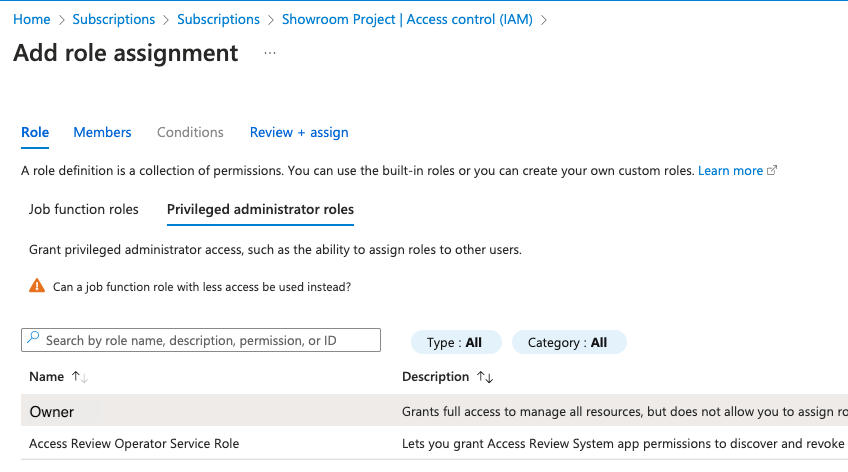 Home > Subscriptions > Subscriptions > Showroom Project | Access control (IAM) >
Add role assignment ...
Role Members Conditions Review + assign
A role definition is a collection of permissions. You can use the built-in roles or you can create your own custom roles. Learn more
Job function roles Privileged administrator roles
Grant privileged administrator access, such as the ability to assign roles to other users.
Can a job function role with less access be used instead?
Search by role name, description, permission, or ID Type : All Category : All
Name ↑↓ Description ↑↓
Owner Grants full access to manage all resources, but does not allow you to assign ro
Access Review Operator Service Role Lets you grant Access Review System app permissions to discover and revoke